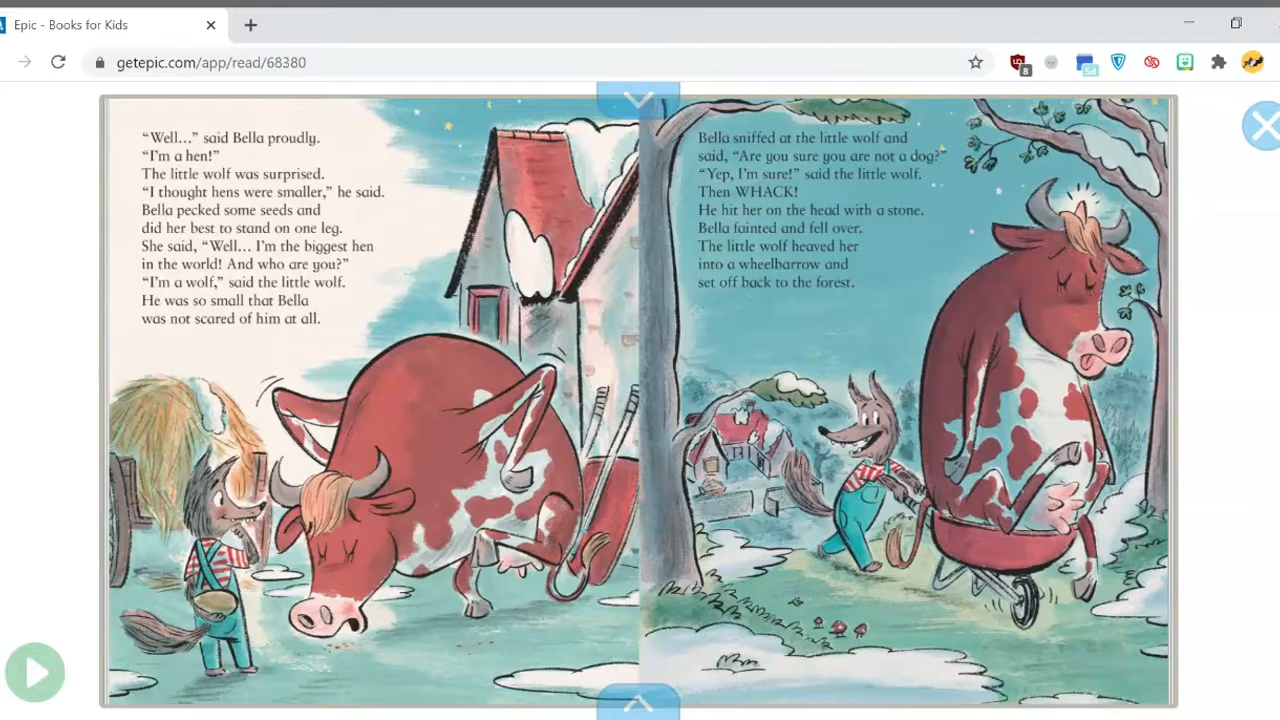 Epic - Books for Kids
getepic.com/app/read/68380
8
5d
“Well...” said Bella proudly.
“I’m a hen!”
The little wolf was surprised.
“I thought hens were smaller,” he said.
Bella pecked some seeds and
did her best to stand on one leg.
She said, “Well... I’m the biggest hen
in the world! And who are you?”
“I’m a wolf,” said the little wolf.
He was so small that Bella
was not scared of him at all.
Bella sniffed at the little wolf and
said, “Are you sure you are not a dog?”
“Yep, I’m sure!” said the little wolf.
Then WHACK!
He hit her on the head with a stone.
Bella fainted and fell over.
The little wolf heaved her
into a wheelbarrow and
set off back to the forest.